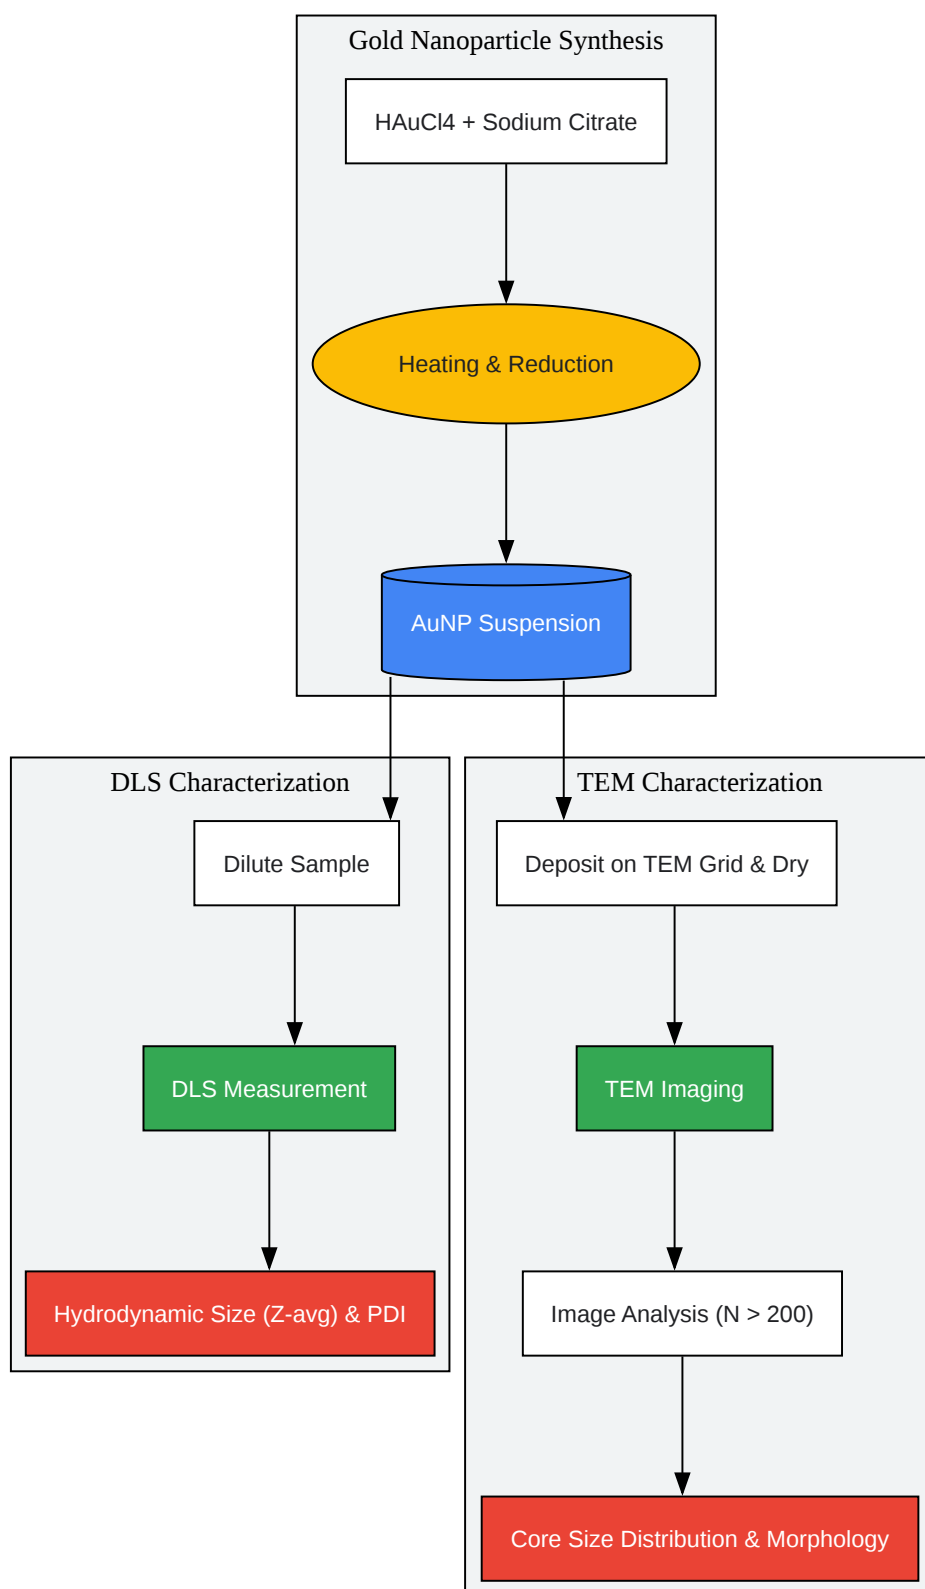 Gold Nanoparticle Synthesis
HAuCl4 + Sodium Citrate
Heating & Reduction
AuNP Suspension
DLS Characterization
Dilute Sample
DLS Measurement
Hydrodynamic Size (Z-avg) & PDI
TEM Characterization
Deposit on TEM Grid & Dry
TEM Imaging
Image Analysis (N > 200)
Core Size Distribution & Morphology